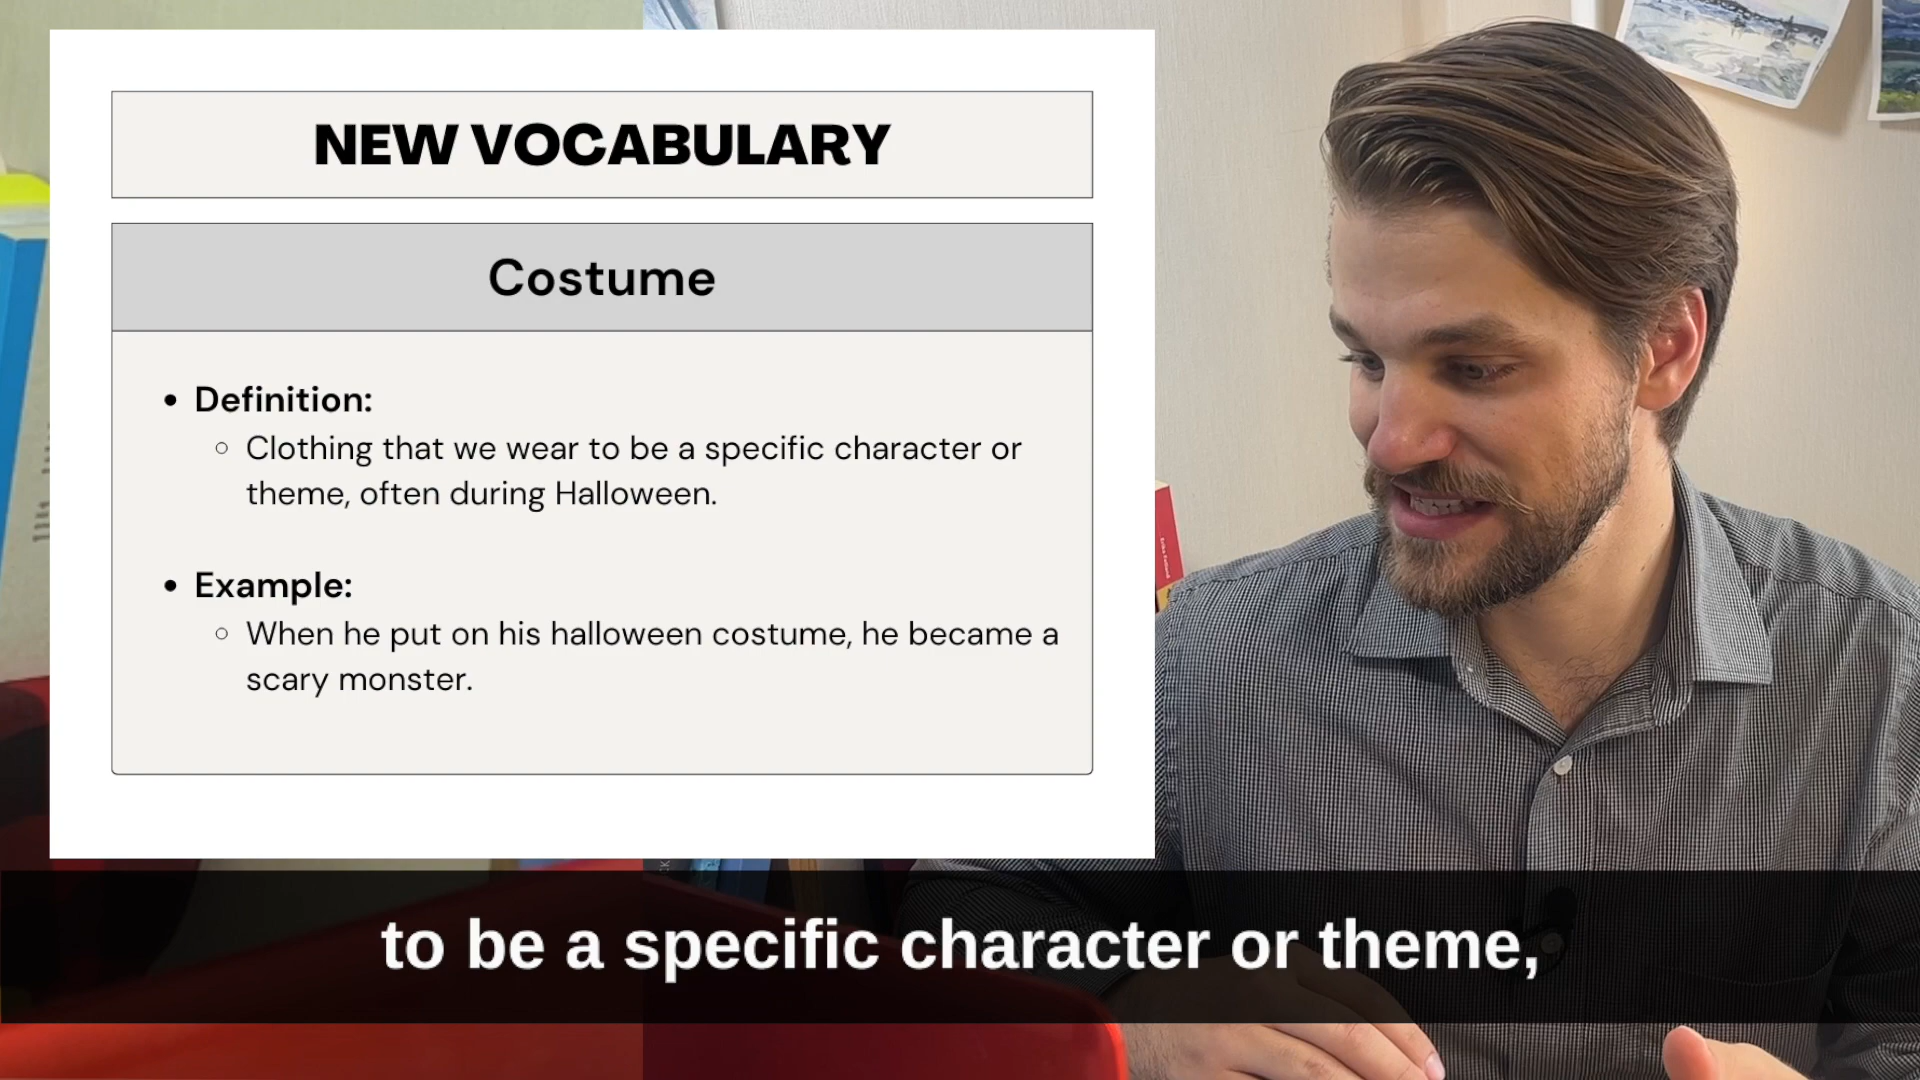 NEW VOCABULARY
Costume
Definition:
Clothing that we wear to be a specific character or
theme, often during Halloween.
Example:
When he put on his halloween costume, he became a
scary monster.
to be a specific character or theme,